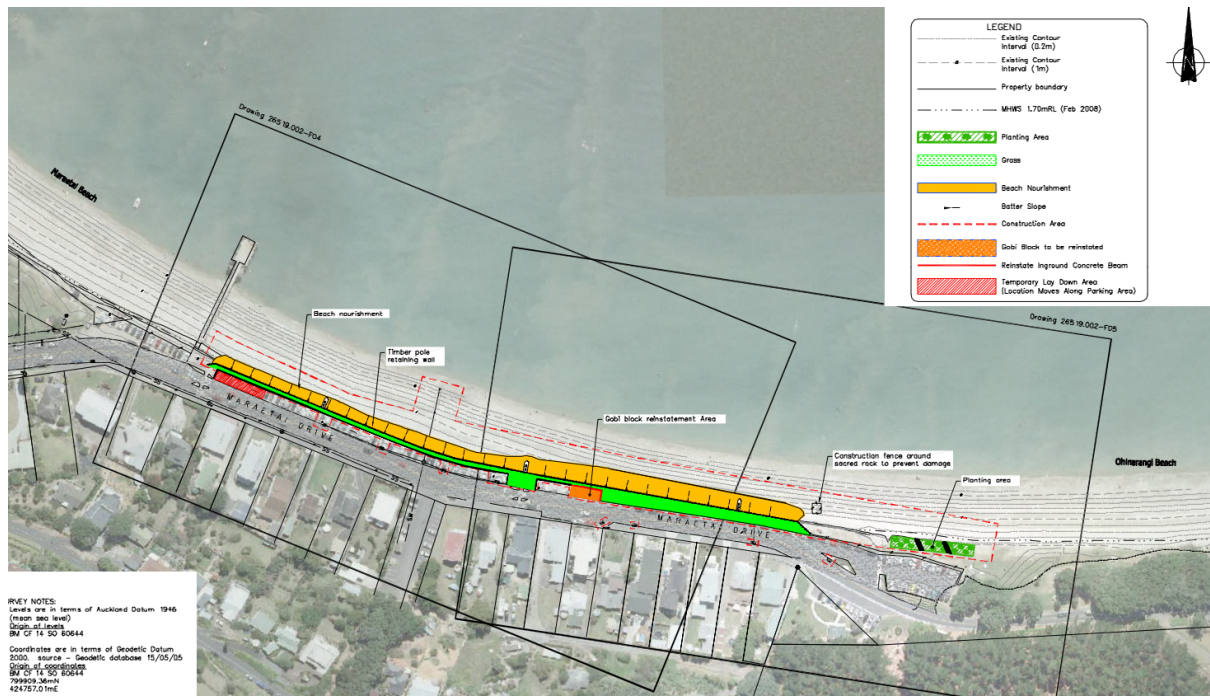 LEGEND
Existing Contour
Interval (0.2m)
Existing Contour
Interval (1m)
Property boundary
MHWS 1.70mRL (Feb 2008)
Planting Area
Grass
Beach Nourishment
Batter Slope
Construction Area
Gobi Block to be reinstated
Reinstate Inground Concrete Beam
Temporary Lay Down Area
(Location Moves Along Parking Area)
Drawing 26519.002-F04
Drawing 26519.002-F05
Maraetai Beach
Beach nourishment
Timber pole
retaining wall
MARAETAI DRIVE
Gobi block reinstatement Area
Construction fence around
sacred rock to prevent damage
Ohinerangi Beach
Planting area
MARAETAI DRIVE
RVEY NOTES:
Levels are in terms of Auckland Datum 1946
(mean sea level)
Origin of levels
BM CF 14 SO 60644
Coordinates are in terms of Geodetic Datum
2000, source - Geodetic database 15/05/05
Origin of coordinates
BM CF 14 SO 60644
799909.36mN
424757.01mE